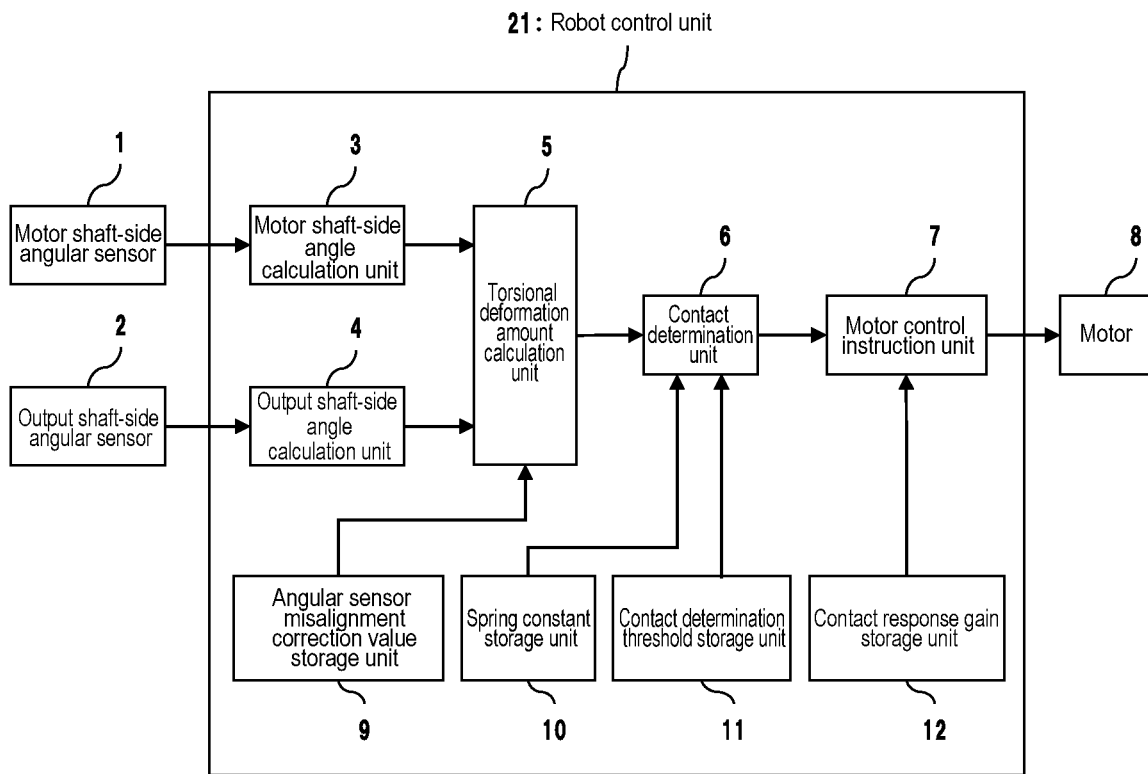 21: Robot control unit
1
Motor shaft-side
angular sensor
2
Output shaft-side
angular sensor
3
Motor shaft-side
angle
calculation unit
4
Output shaft-side
angle
calculation unit
5
Torsional
deformation
amount
calculation
unit
6
Contact
determination
unit
7
Motor control
instruction unit
8
Motor
Angular sensor
misalignment
correction value
storage unit
9
Spring constant
storage unit
10
Contact determination
threshold storage unit
11
Contact response gain
storage unit
12